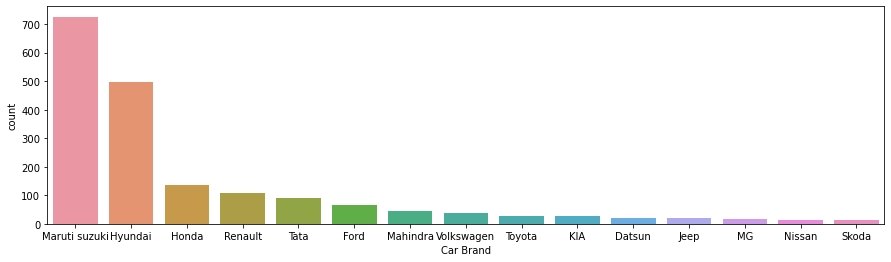 700
600
500
400
300
200
100
0
count
Maruti suzuki Hyundai Honda Renault Tata Ford Mahindra Volkswagen Toyota KIA Datsun Jeep MG Nissan Skoda
Car Brand